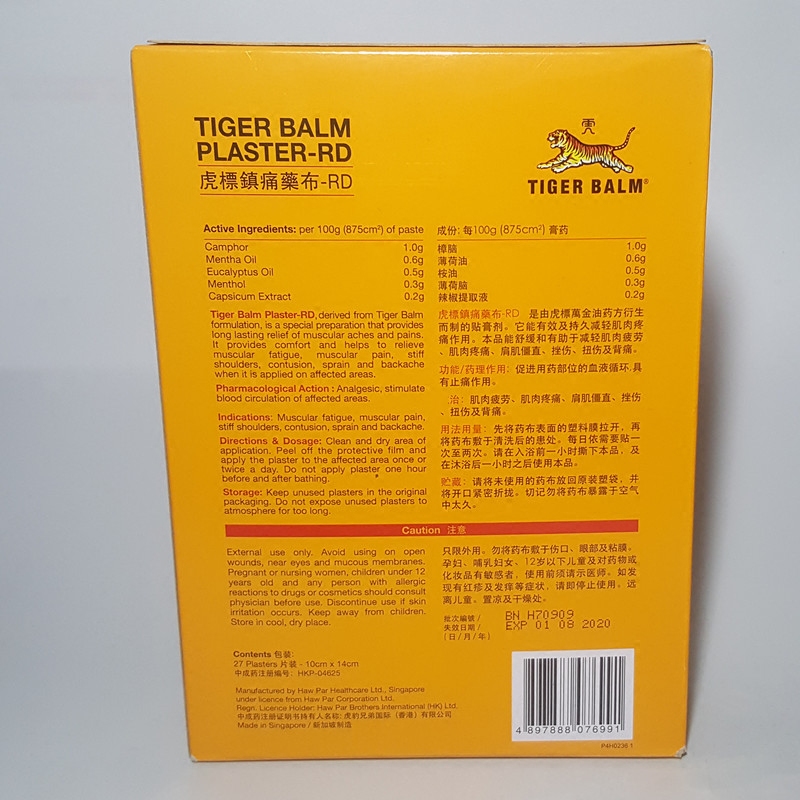 TIGER BALM
PLASTER-RD
虎標鎮痛藥布-RD
TIGER BALM®
Active Ingredients: per 100g (875cm²) of paste
Camphor 1.0g
Mentha Oil 0.6g
Eucalyptus Oil 0.5g
Menthol 0.3g
Capsicum Extract 0.2g
Tiger Balm Plaster-RD, derived from Tiger Balm
formulation, is a special preparation that provides
long lasting relief of muscular aches and pains.
It provides comfort and helps to relieve
muscular fatigue, muscular pain, stiff
shoulders, contusion, sprain and backache
when it is applied on affected areas.
Pharmacological Action : Analgesic, stimulate
blood circulation of affected areas.
Indications: Muscular fatigue, muscular pain,
stiff shoulders, contusion, sprain and backache.
Directions & Dosage: Clean and dry area of
application. Peel off the protective film and
apply the plaster to the affected area once or
twice a day. Do not apply plaster one hour
before and after bathing.
Storage: Keep unused plasters in the original
packaging. Do not expose unused plasters to
atmosphere for too long.
成份: 每100g (875cm²) 膏药
樟脑 1.0g
薄荷油 0.6g
桉油 0.5g
薄荷脑 0.3g
辣椒提取液 0.2g
虎標鎮痛藥布-RD 是由虎標萬金油药方衍生
而制的贴膏剂。它能有效及持久减轻肌肉疼
痛作用。本品能舒缓和有助于减轻肌肉疲劳
、肌肉疼痛、肩肌僵直、挫伤、扭伤及背痛。
功能/药理作用: 促进用药部位的血液循环,具
有止痛作用。
治: 肌肉疲劳、肌肉疼痛、肩肌僵直、挫伤
、扭伤及背痛。
用法用量: 先将药布表面的塑料膜拉开，再
将药布敷于清洗后的患处。每日依需要贴一
次至两次。请在入浴前一小时撕下本品，及
在沐浴后一小时之后使用本品。
贮藏: 请将未使用的药布放回原装塑袋，并
将开口紧密折拢。切记勿将药布暴露于空气
中太久。
Caution 注意
External use only. Avoid using on open
wounds, near eyes and mucous membranes.
Pregnant or nursing women, children under 12
years old and any person with allergic
reactions to drugs or cosmetics should consult
physician before use. Discontinue use if skin
irritation occurs. Keep away from children.
Store in cool, dry place.
只限外用。勿将药布敷于伤口、眼部及粘膜。
孕妇、哺乳妇女、12岁以下儿童及对药物或
化妆品有敏感者，使用前须请示医师。如发
现有红疹及发痒等症状，请即停止使用。远
离儿童。置凉及干燥处。
批次編號 / BN H70909
失效日期 / EXP 01 08 2020
(日/月/年)
Contents 包装:
27 Plasters 片装 - 10cm x 14cm
中成药注册编号: HKP-04625
Manufactured by Haw Par Healthcare Ltd., Singapore
under licence from Haw Par Corporation Ltd.
Regn. Licence Holder: Haw Par Brothers International (HK) Ltd.
中成药注册证明书持有人名称: 虎豹兄弟国际（香港）有限公司
Made in Singapore / 新加坡制造
4 897888 076991
P4H0236 1